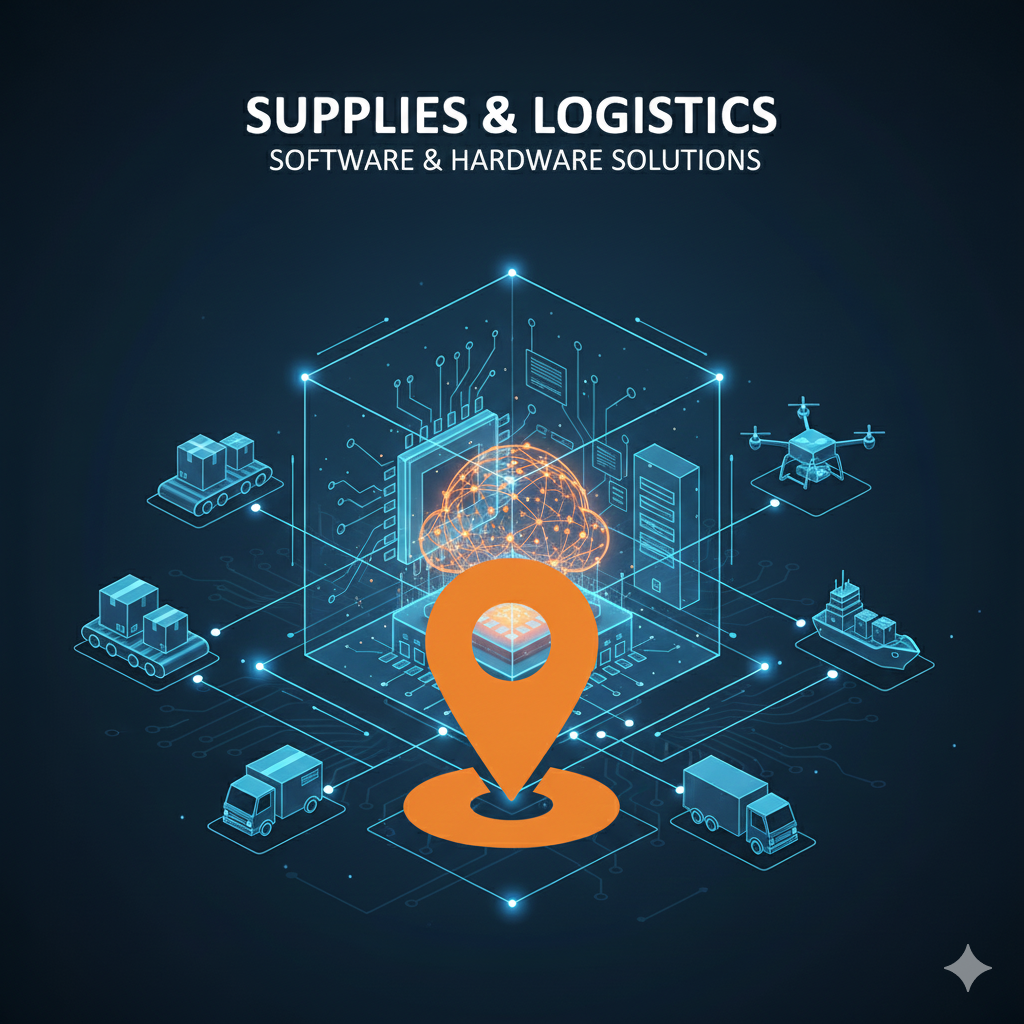 SUPPLIES & LOGISTICS
SOFTWARE & HARDWARE SOLUTIONS